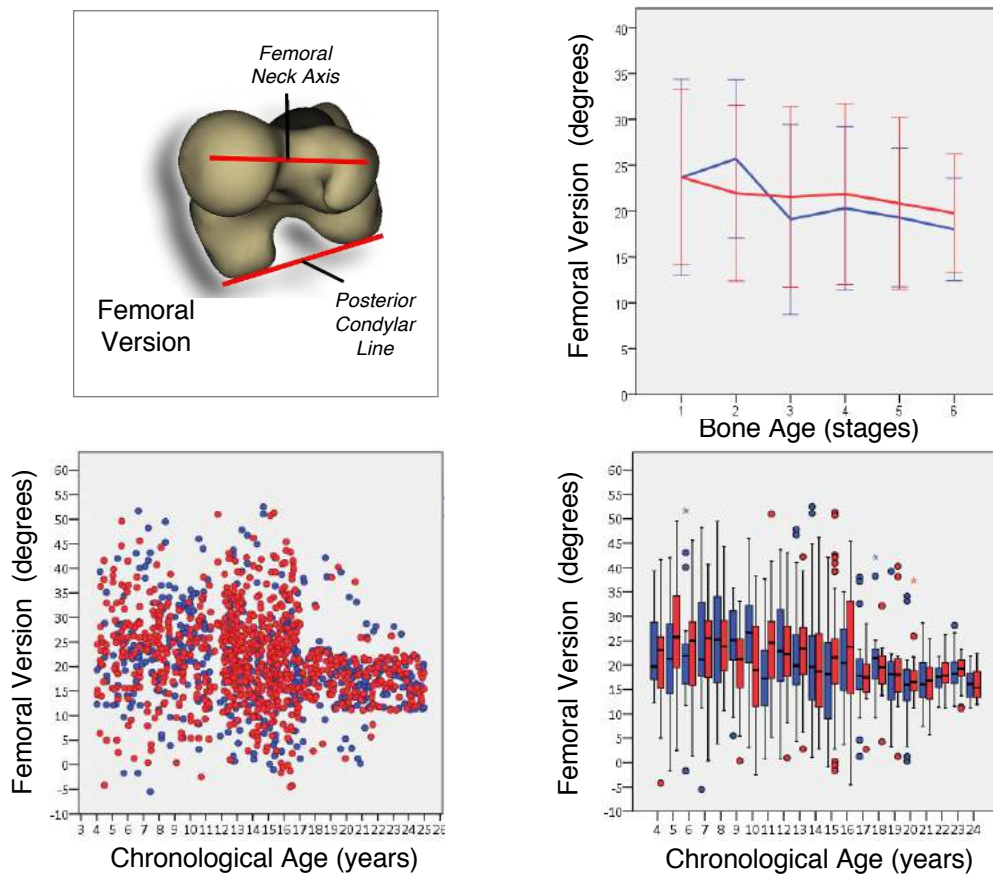 Femoral
Neck Axis
Femoral
Version
Posterior
Condylar
Line
Femoral Version (degrees)
40
35
30
25
20
15
10
5
0
1 2 3 4 5 6
Bone Age (stages)
Femoral Version (degrees)
60
55
50
45
40
35
30
25
20
15
10
5
0
-5
-10
3 4 5 6 7 8 9 10 11 12 13 14 15 16 17 18 19 20 21 22 23 24 25 26
Chronological Age (years)
Femoral Version (degrees)
60
55
50
45
40
35
30
25
20
15
10
5
0
-5
-10
4 5 6 7 8 9 10 11 12 13 14 15 16 17 18 19 20 21 22 23 24
Chronological Age (years)